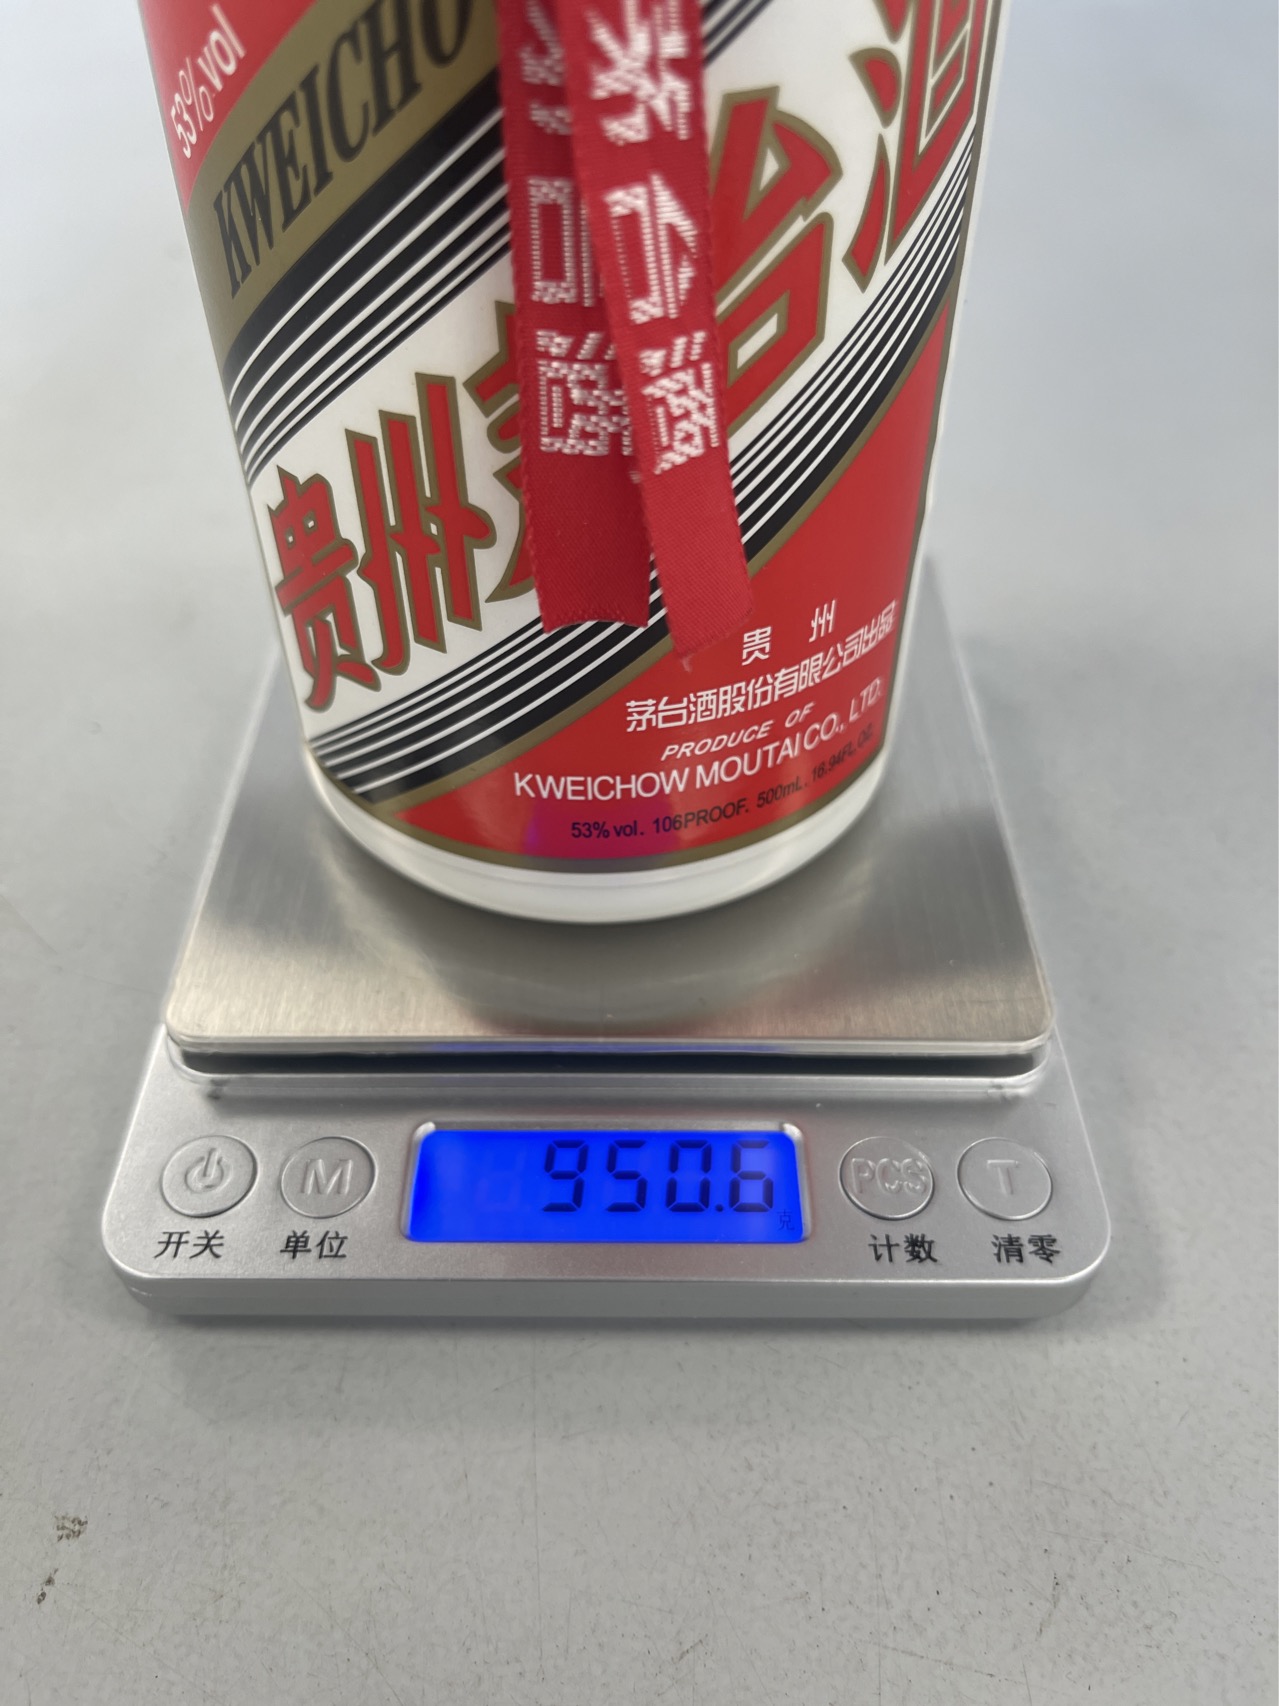 53%vol
KWEICHO
贵州茅台酒
贵 州
茅台酒股份有限公司出品
PRODUCE OF
KWEICHOW MOUTAI CO., LTD.
53% vol. 106PROOF. 500mL. 16.94FL.OZ.
950.6
克
M
PCS
T
开关
单位
计数
清零